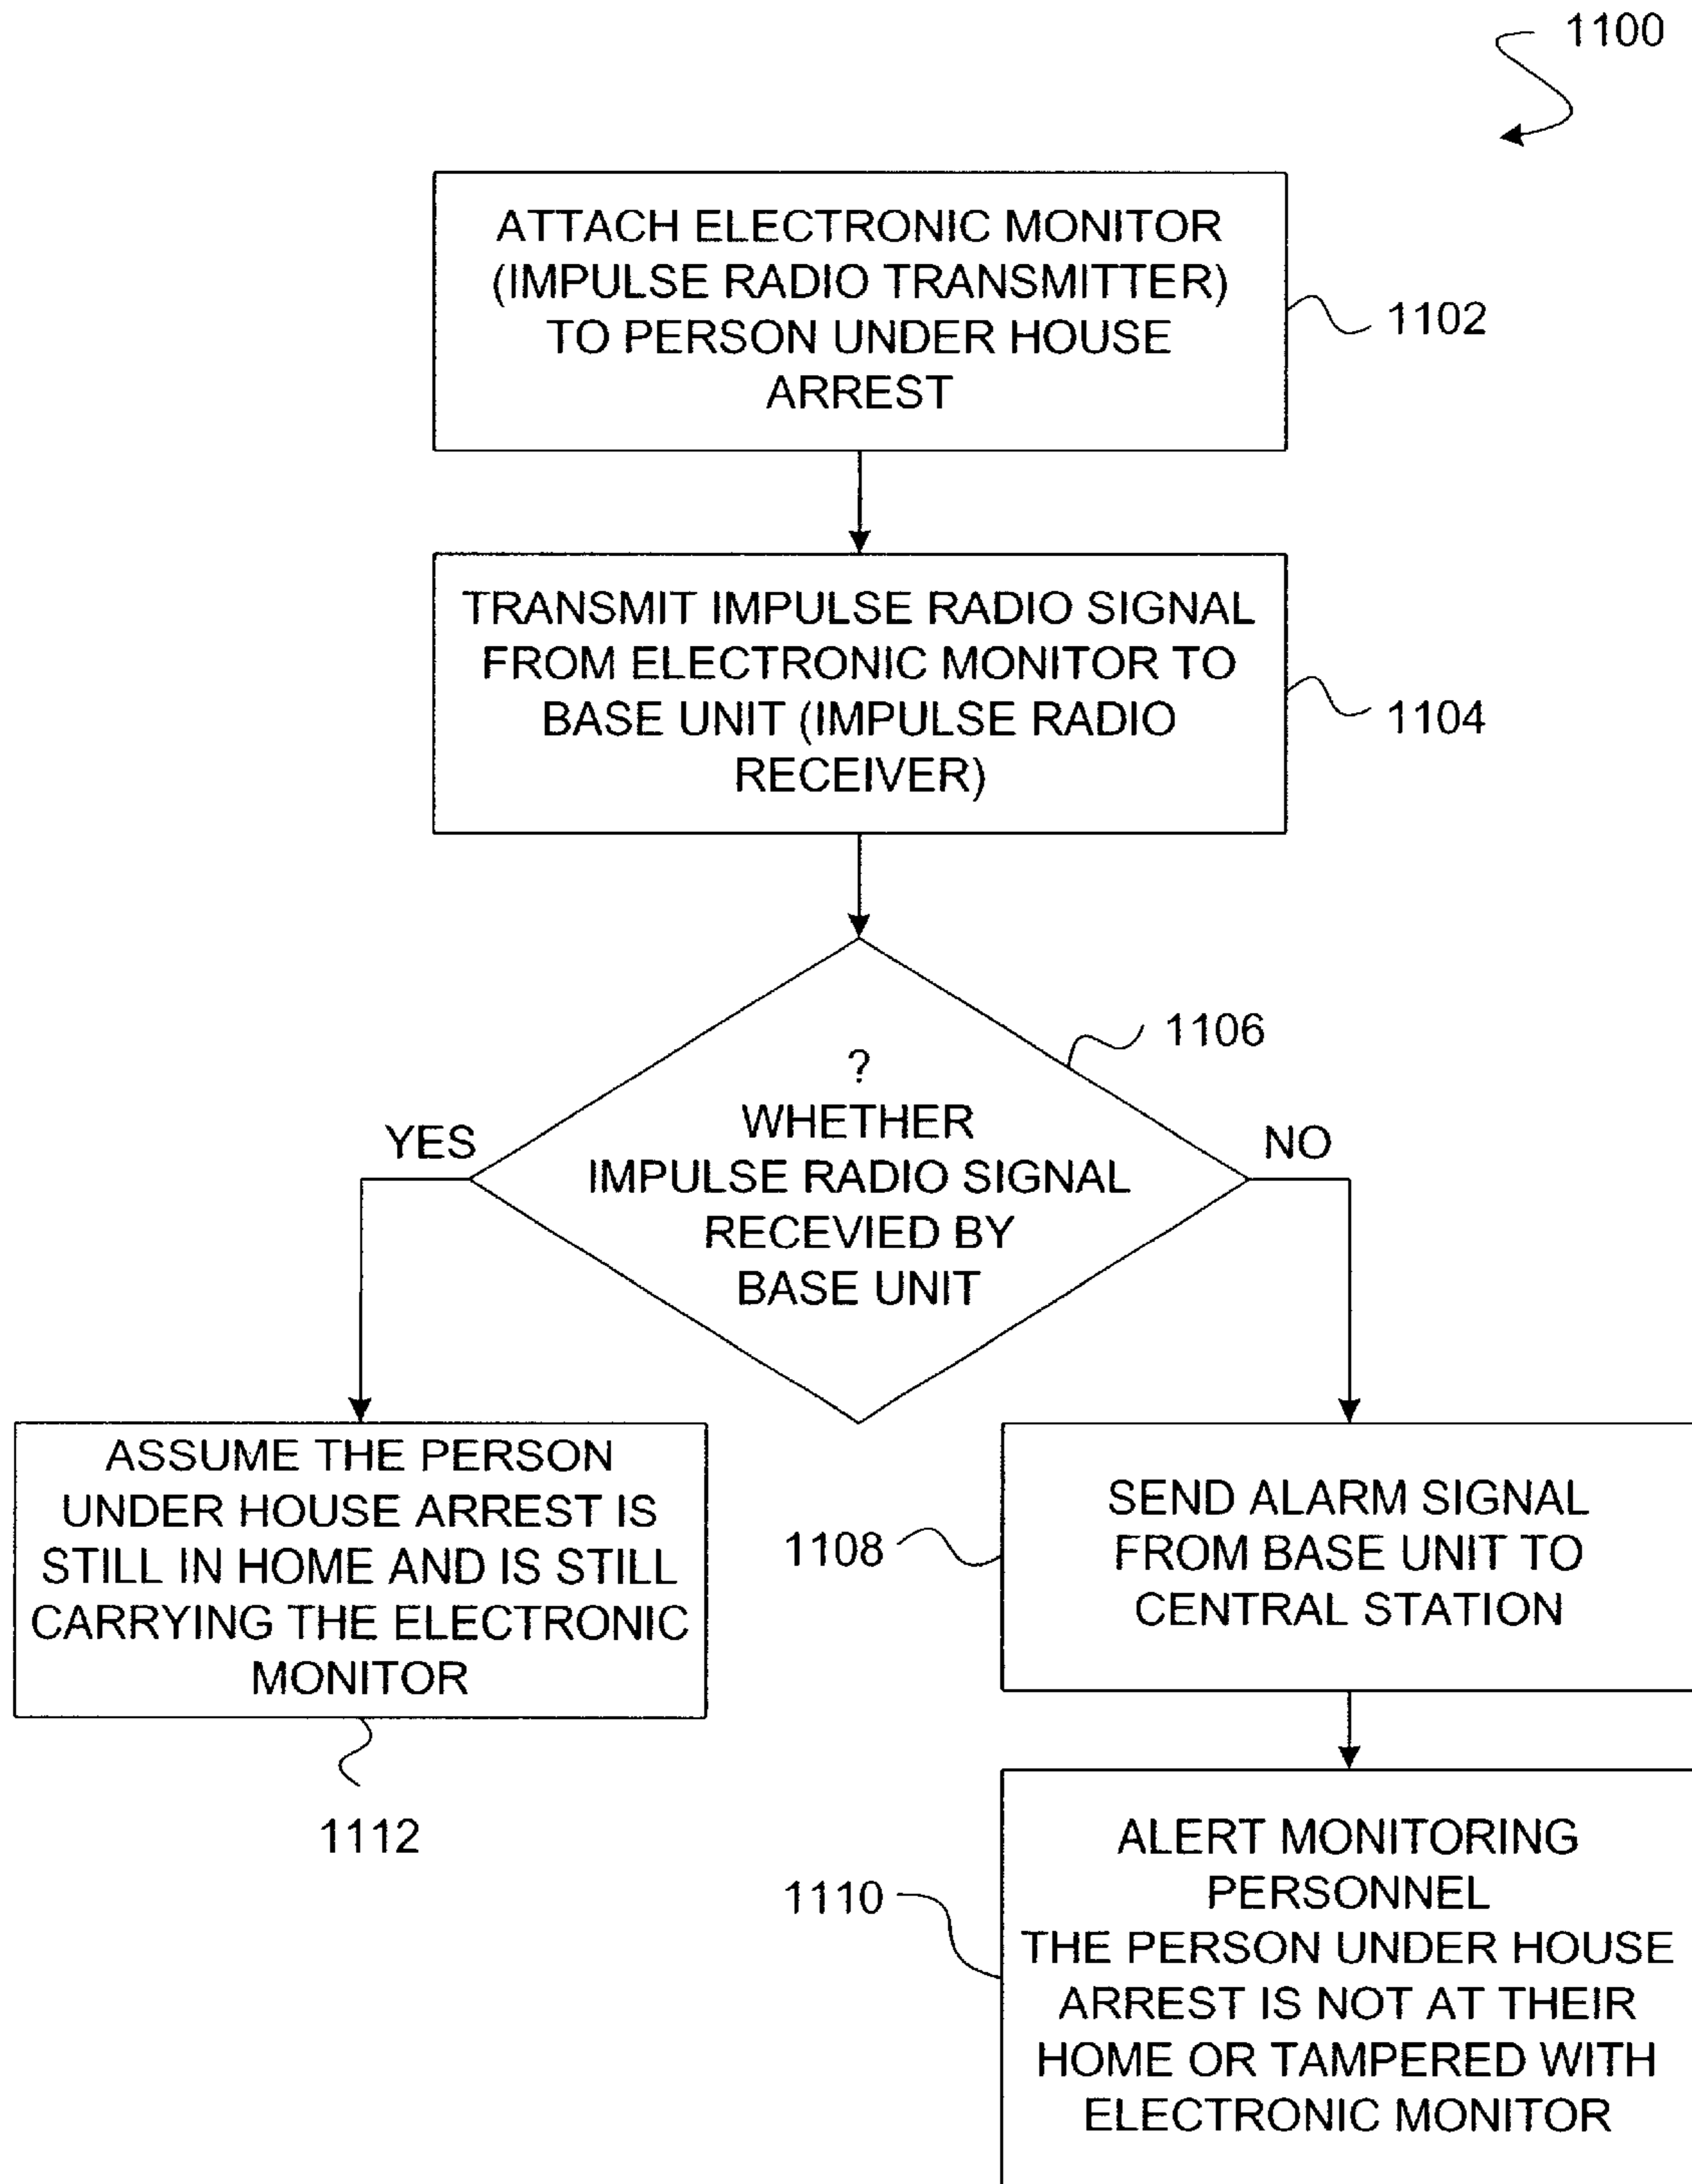 1100
ATTACH ELECTRONIC MONITOR
(IMPULSE RADIO TRANSMITTER)
TO PERSON UNDER HOUSE
ARREST
1102
TRANSMIT IMPULSE RADIO SIGNAL
FROM ELECTRONIC MONITOR TO
BASE UNIT (IMPULSE RADIO
RECEIVER)
1104
1106
?
WHETHER
IMPULSE RADIO SIGNAL
RECEVIED BY
BASE UNIT
YES
NO
ASSUME THE PERSON
UNDER HOUSE ARREST IS
STILL IN HOME AND IS STILL
CARRYING THE ELECTRONIC
MONITOR
1112
SEND ALARM SIGNAL
FROM BASE UNIT TO
CENTRAL STATION
1108
ALERT MONITORING
PERSONNEL
THE PERSON UNDER HOUSE
ARREST IS NOT AT THEIR
HOME OR TAMPERED WITH
ELECTRONIC MONITOR
1110